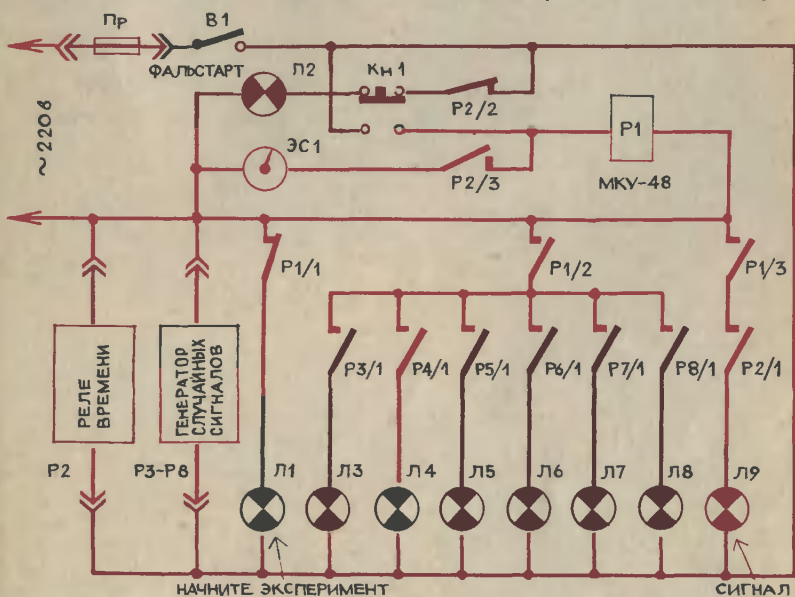 Пр
В1
ФАЛЬСТАРТ
Л2
Кн1
Р2/2
~220в
ЭС1
Р2/3
Р1
МКУ-48
Р1/1
Р1/2
Р1/3
РЕЛЕ
ВРЕМЕНИ
ГЕНЕРАТОР
СЛУЧАЙНЫХ
СИГНАЛОВ
Р3/1
Р4/1
Р5/1
Р6/1
Р7/1
Р8/1
Р2/1
Р2
Р3-Р8
Л1
Л3
Л4
Л5
Л6
Л7
Л8
Л9
НАЧНИТЕ ЭКСПЕРИМЕНТ
СИГНАЛ